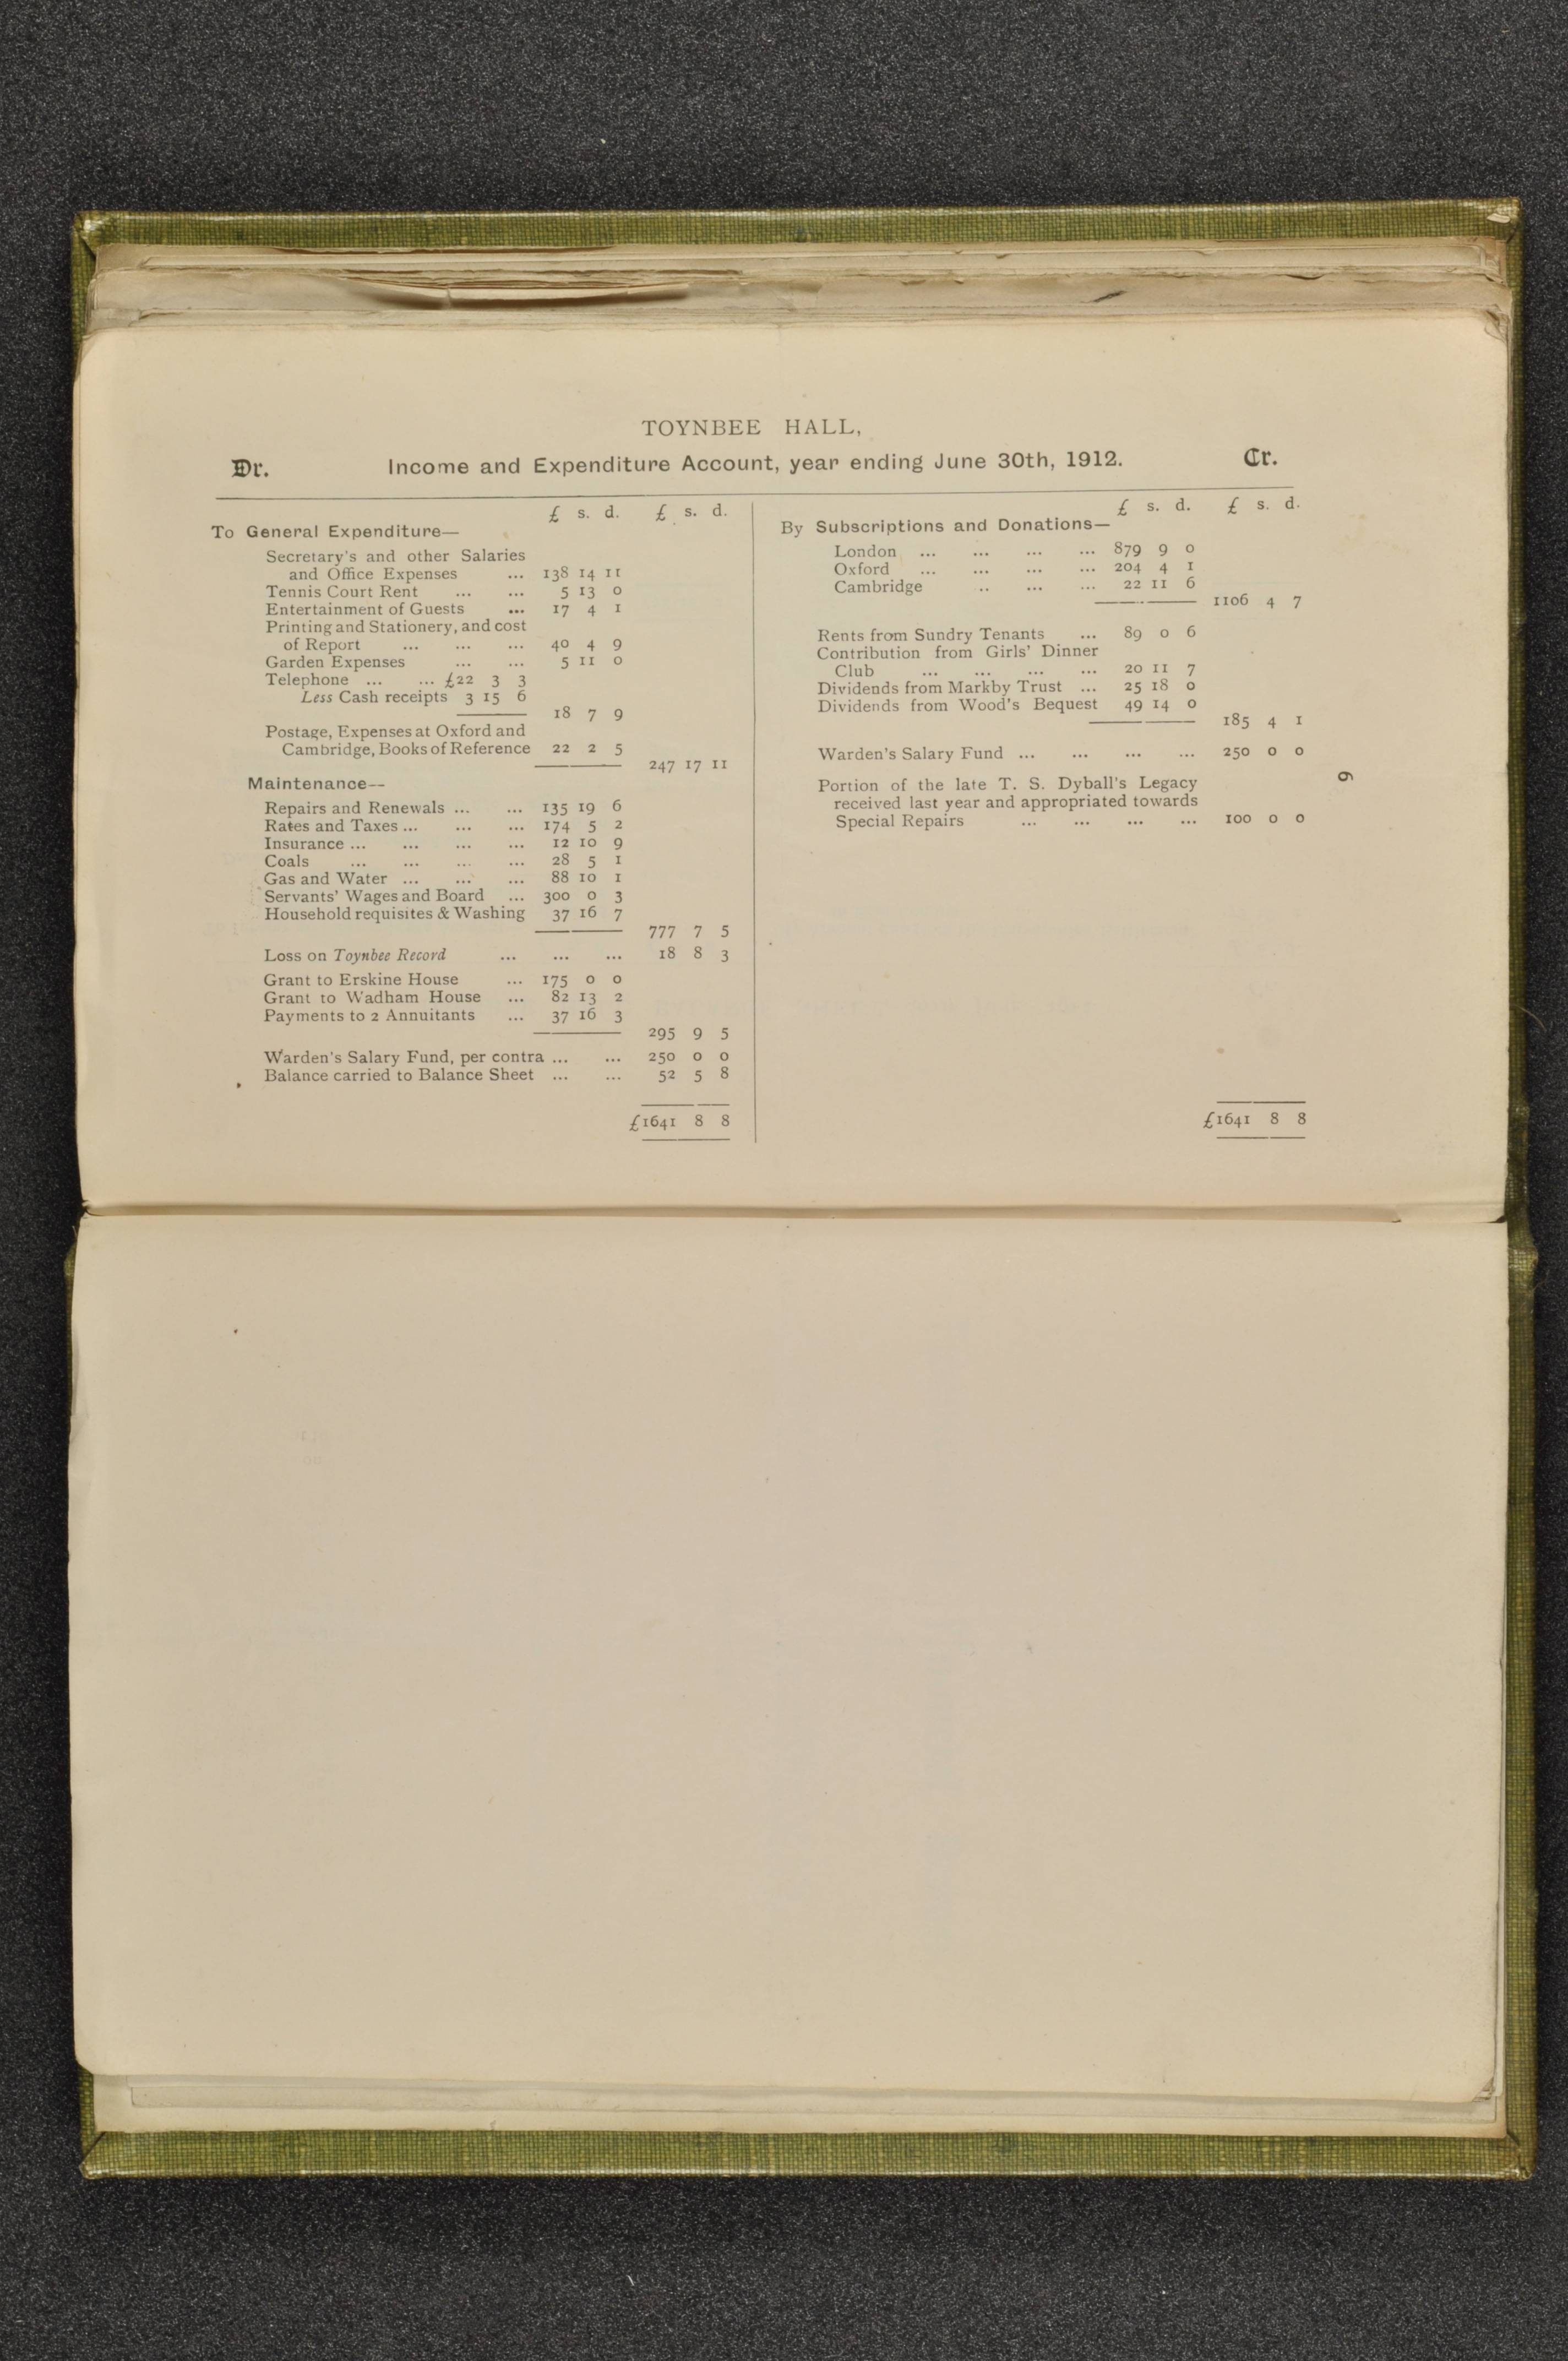 TOYNBEE HALL,
Dr. Income and Expenditure Account, year ending June 30th, 1912. Cr.
£ s. d. £ s. d.
To General Expenditure—
Secretary's and other Salaries
and Office Expenses ... 138 14 11
Tennis Court Rent ... ... 5 13 0
Entertainment of Guests ... 17 4 1
Printing and Stationery, and cost
of Report ... ... ... 40 4 9
Garden Expenses ... ... 5 11 0
Telephone ... ... £22 3 3
Less Cash receipts 3 15 6
18 7 9
Postage, Expenses at Oxford and
Cambridge, Books of Reference 22 2 5
247 17 11
Maintenance—
Repairs and Renewals ... ... 135 19 6
Rates and Taxes ... ... ... 174 5 2
Insurance ... ... ... ... 12 10 9
Coals ... ... ... ... 28 5 1
Gas and Water ... ... ... 88 10 1
Servants' Wages and Board ... 300 0 3
Household requisites & Washing 37 16 7
777 7 5
Loss on Toynbee Record ... ... ... 18 8 3
Grant to Erskine House ... 175 0 0
Grant to Wadham House ... 82 13 2
Payments to 2 Annuitants ... 37 16 3
295 9 5
Warden's Salary Fund, per contra ... ... 250 0 0
Balance carried to Balance Sheet ... ... 52 5 8
£1641 8 8
£ s. d. £ s. d.
By Subscriptions and Donations—
London ... ... ... ... 879 9 0
Oxford ... ... ... ... 204 4 1
Cambridge .. ... ... 22 11 6
1106 4 7
Rents from Sundry Tenants ... 89 0 6
Contribution from Girls' Dinner
Club ... ... ... ... 20 11 7
Dividends from Markby Trust ... 25 18 0
Dividends from Wood's Bequest 49 14 0
185 4 1
Warden's Salary Fund ... ... ... ... 250 0 0
Portion of the late T. S. Dyball's Legacy
received last year and appropriated towards
Special Repairs ... ... ... ... 100 0 0
£1641 8 8
9